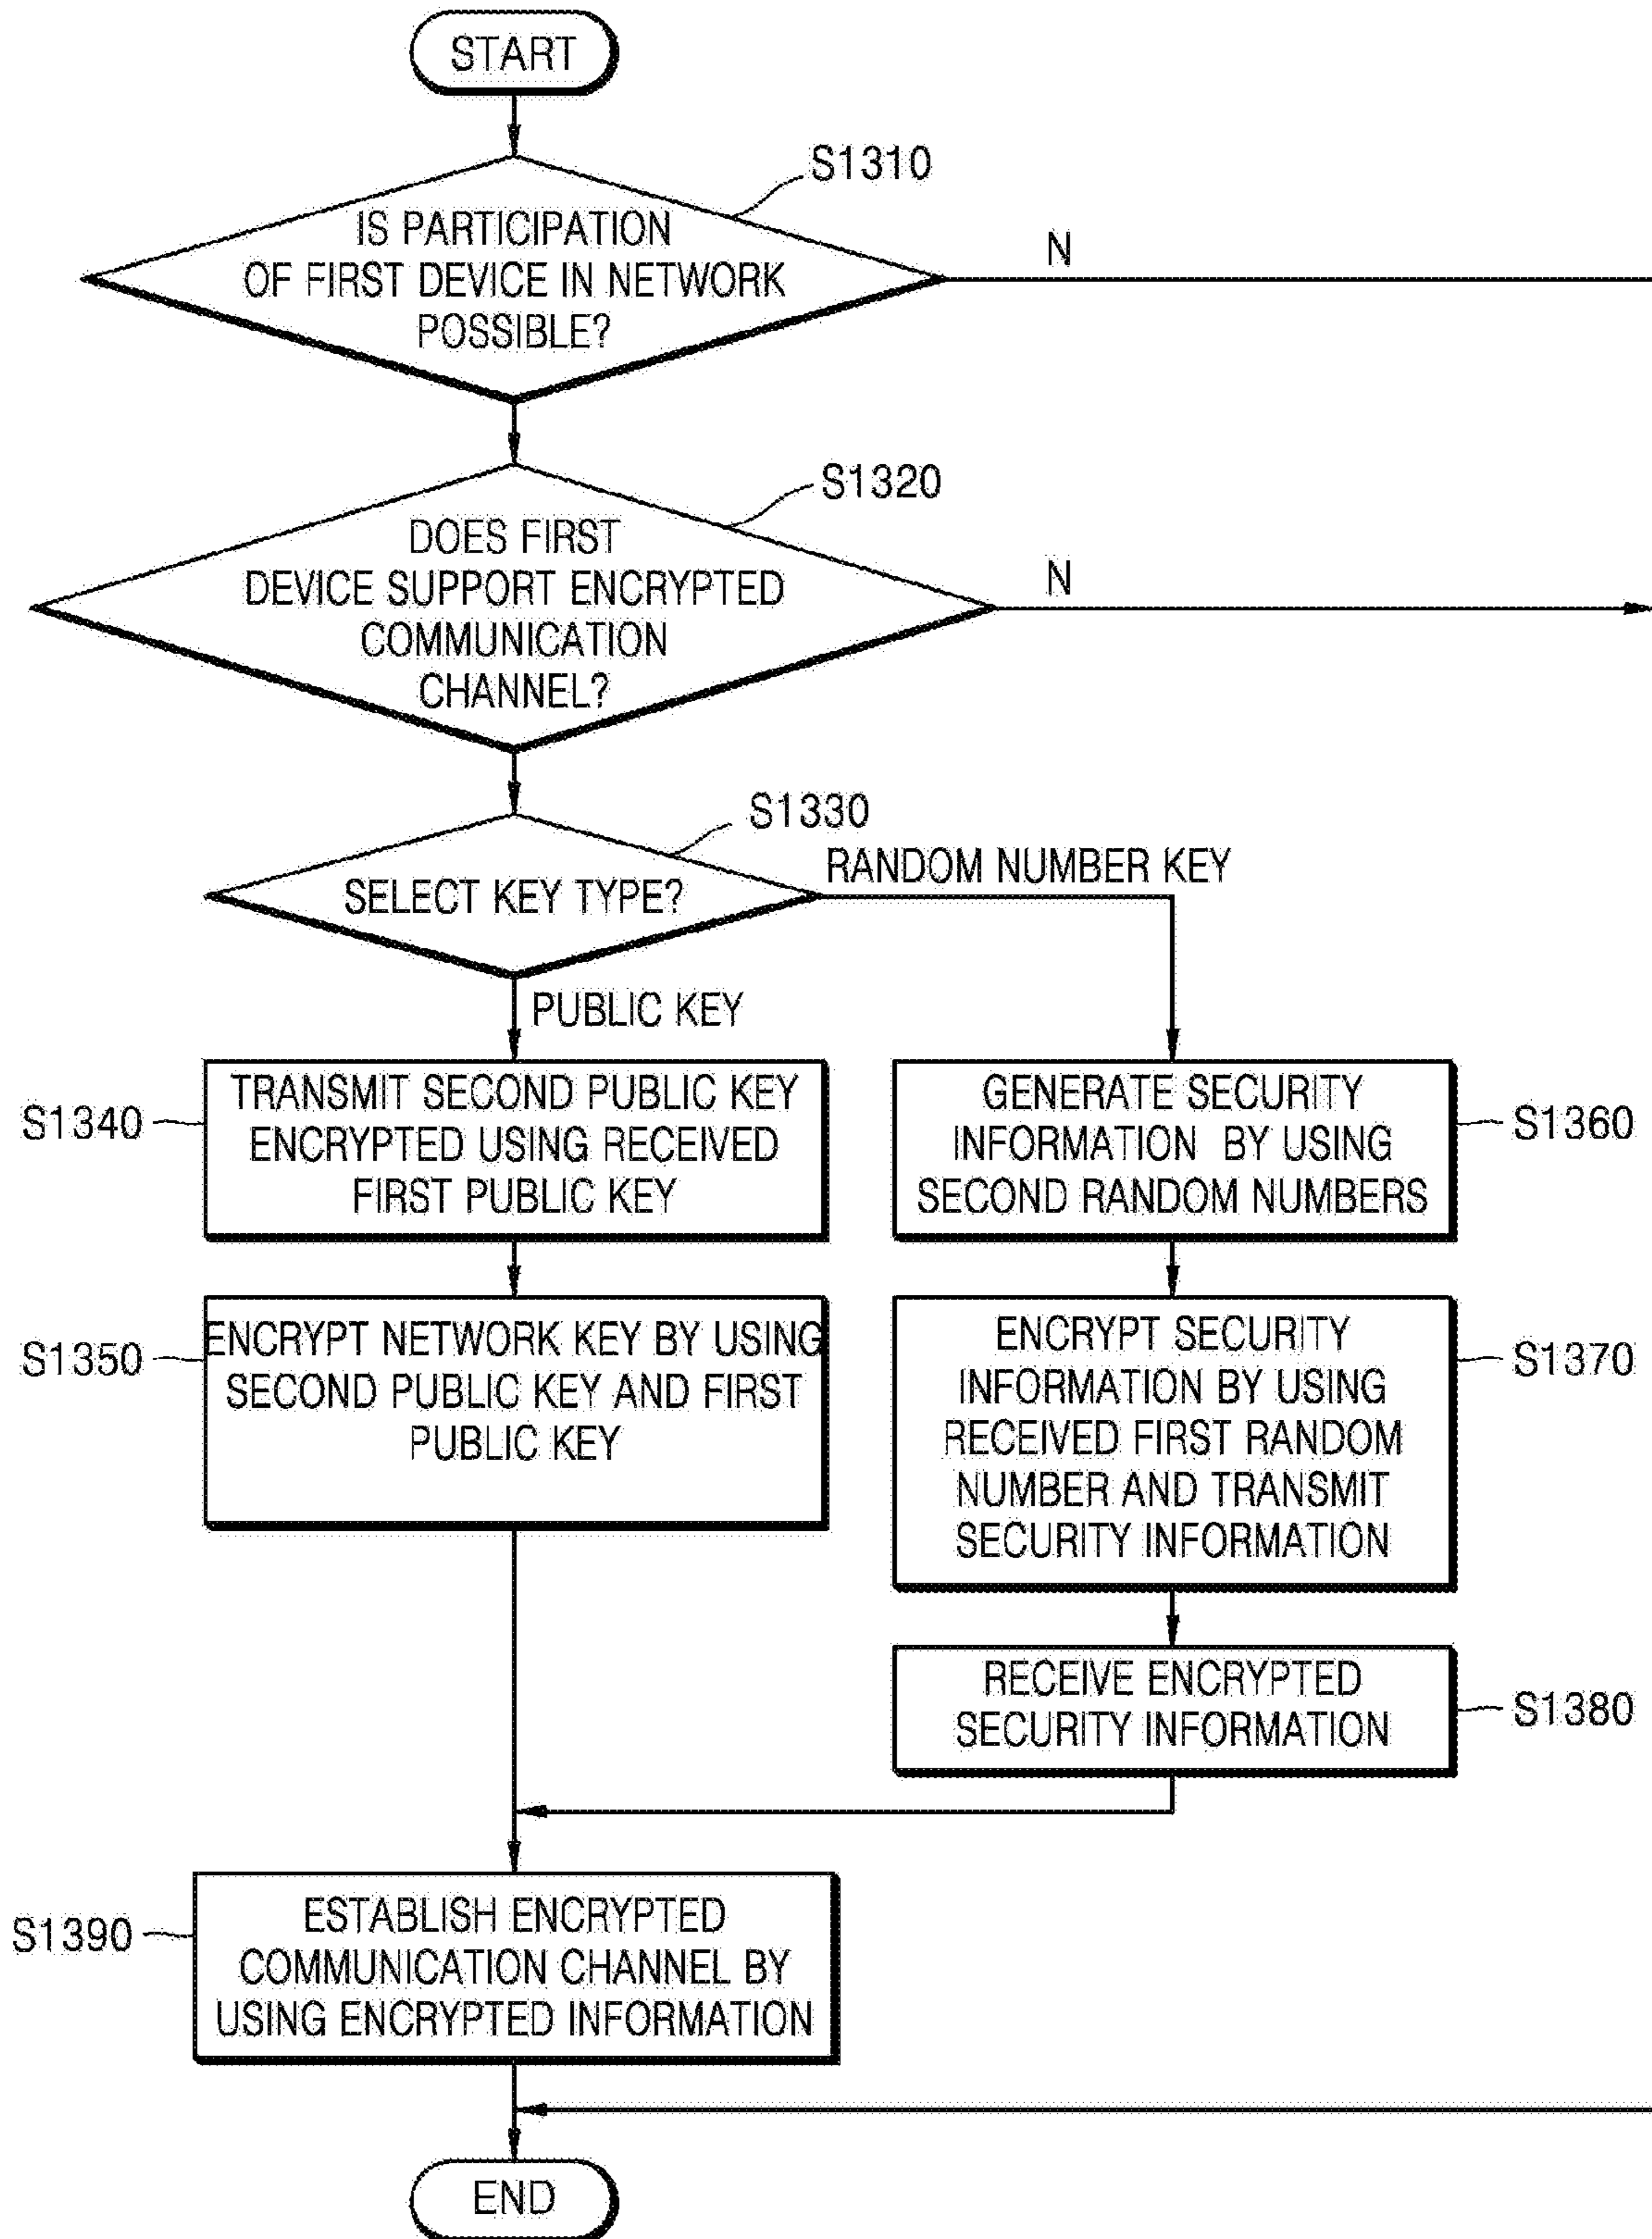 START
S1310
IS PARTICIPATION
OF FIRST DEVICE IN NETWORK
POSSIBLE?
N
S1320
DOES FIRST
DEVICE SUPPORT ENCRYPTED
COMMUNICATION
CHANNEL?
N
S1330
SELECT KEY TYPE?
RANDOM NUMBER KEY
PUBLIC KEY
S1340
TRANSMIT SECOND PUBLIC KEY
ENCRYPTED USING RECEIVED
FIRST PUBLIC KEY
GENERATE SECURITY
INFORMATION BY USING
SECOND RANDOM NUMBERS
S1360
S1350
ENCRYPT NETWORK KEY BY USING
SECOND PUBLIC KEY AND FIRST
PUBLIC KEY
ENCRYPT SECURITY
INFORMATION BY USING
RECEIVED FIRST RANDOM
NUMBER AND TRANSMIT
SECURITY INFORMATION
S1370
RECEIVE ENCRYPTED
SECURITY INFORMATION
S1380
S1390
ESTABLISH ENCRYPTED
COMMUNICATION CHANNEL BY
USING ENCRYPTED INFORMATION
END